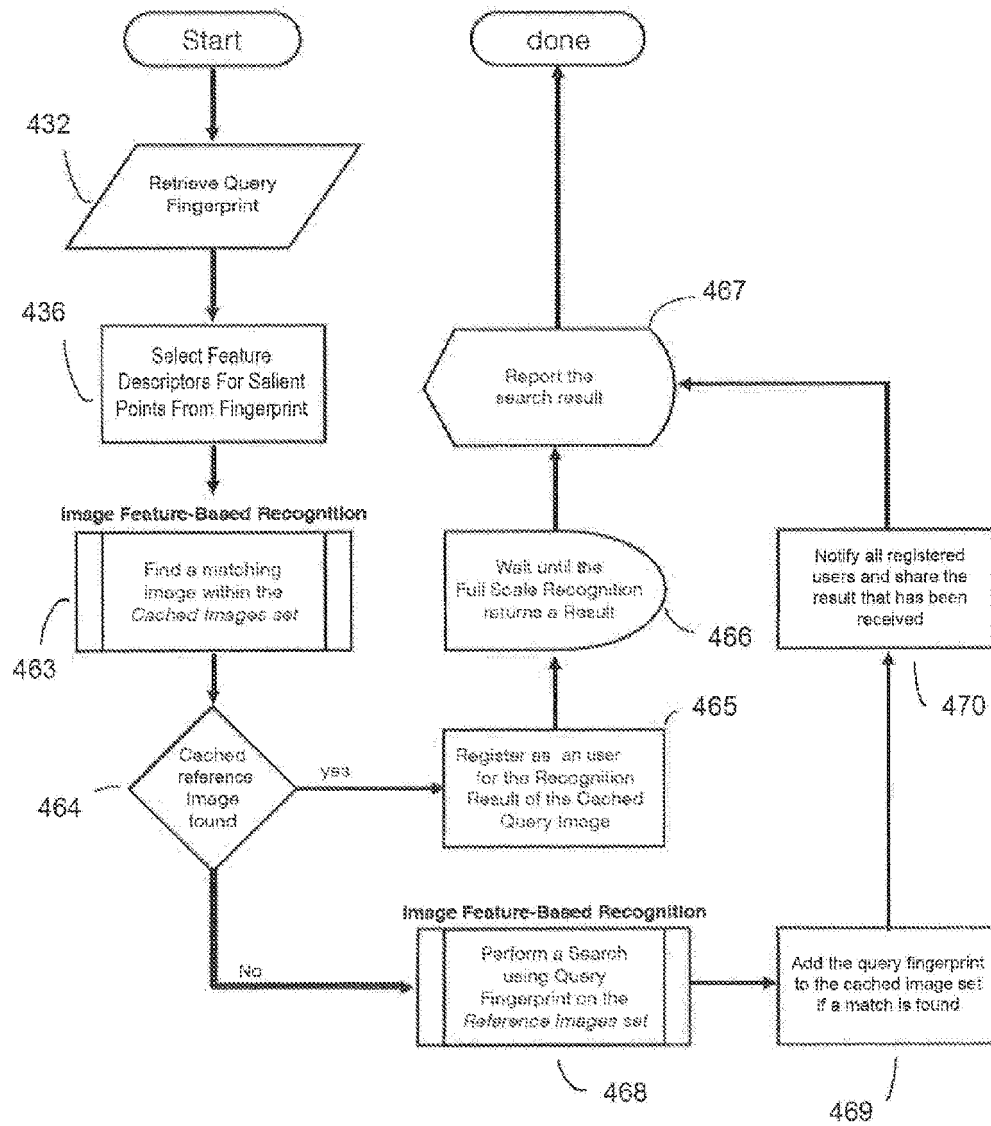 Start
432
Retrieve Query
Fingerprint
436
Select Feature
Descriptors For Salient
Points From Fingerprint
Image Feature-Based Recognition
Find a matching
image within the
Cached Images set
463
Cached
reference
Image
found
464
yes
No
Register as an user
for the Recognition
Result of the Cached
Query Image
465
Wait until the
Full Scale Recognition
returns a Result
466
Report the
search result
467
done
Image Feature-Based Recognition
Perform a Search
using Query
Fingerprint on the
Reference Images set
468
Add the query fingerprint
to the cached image set
if a match is found
469
Notify all registered
users and share the
result that has been
received
470